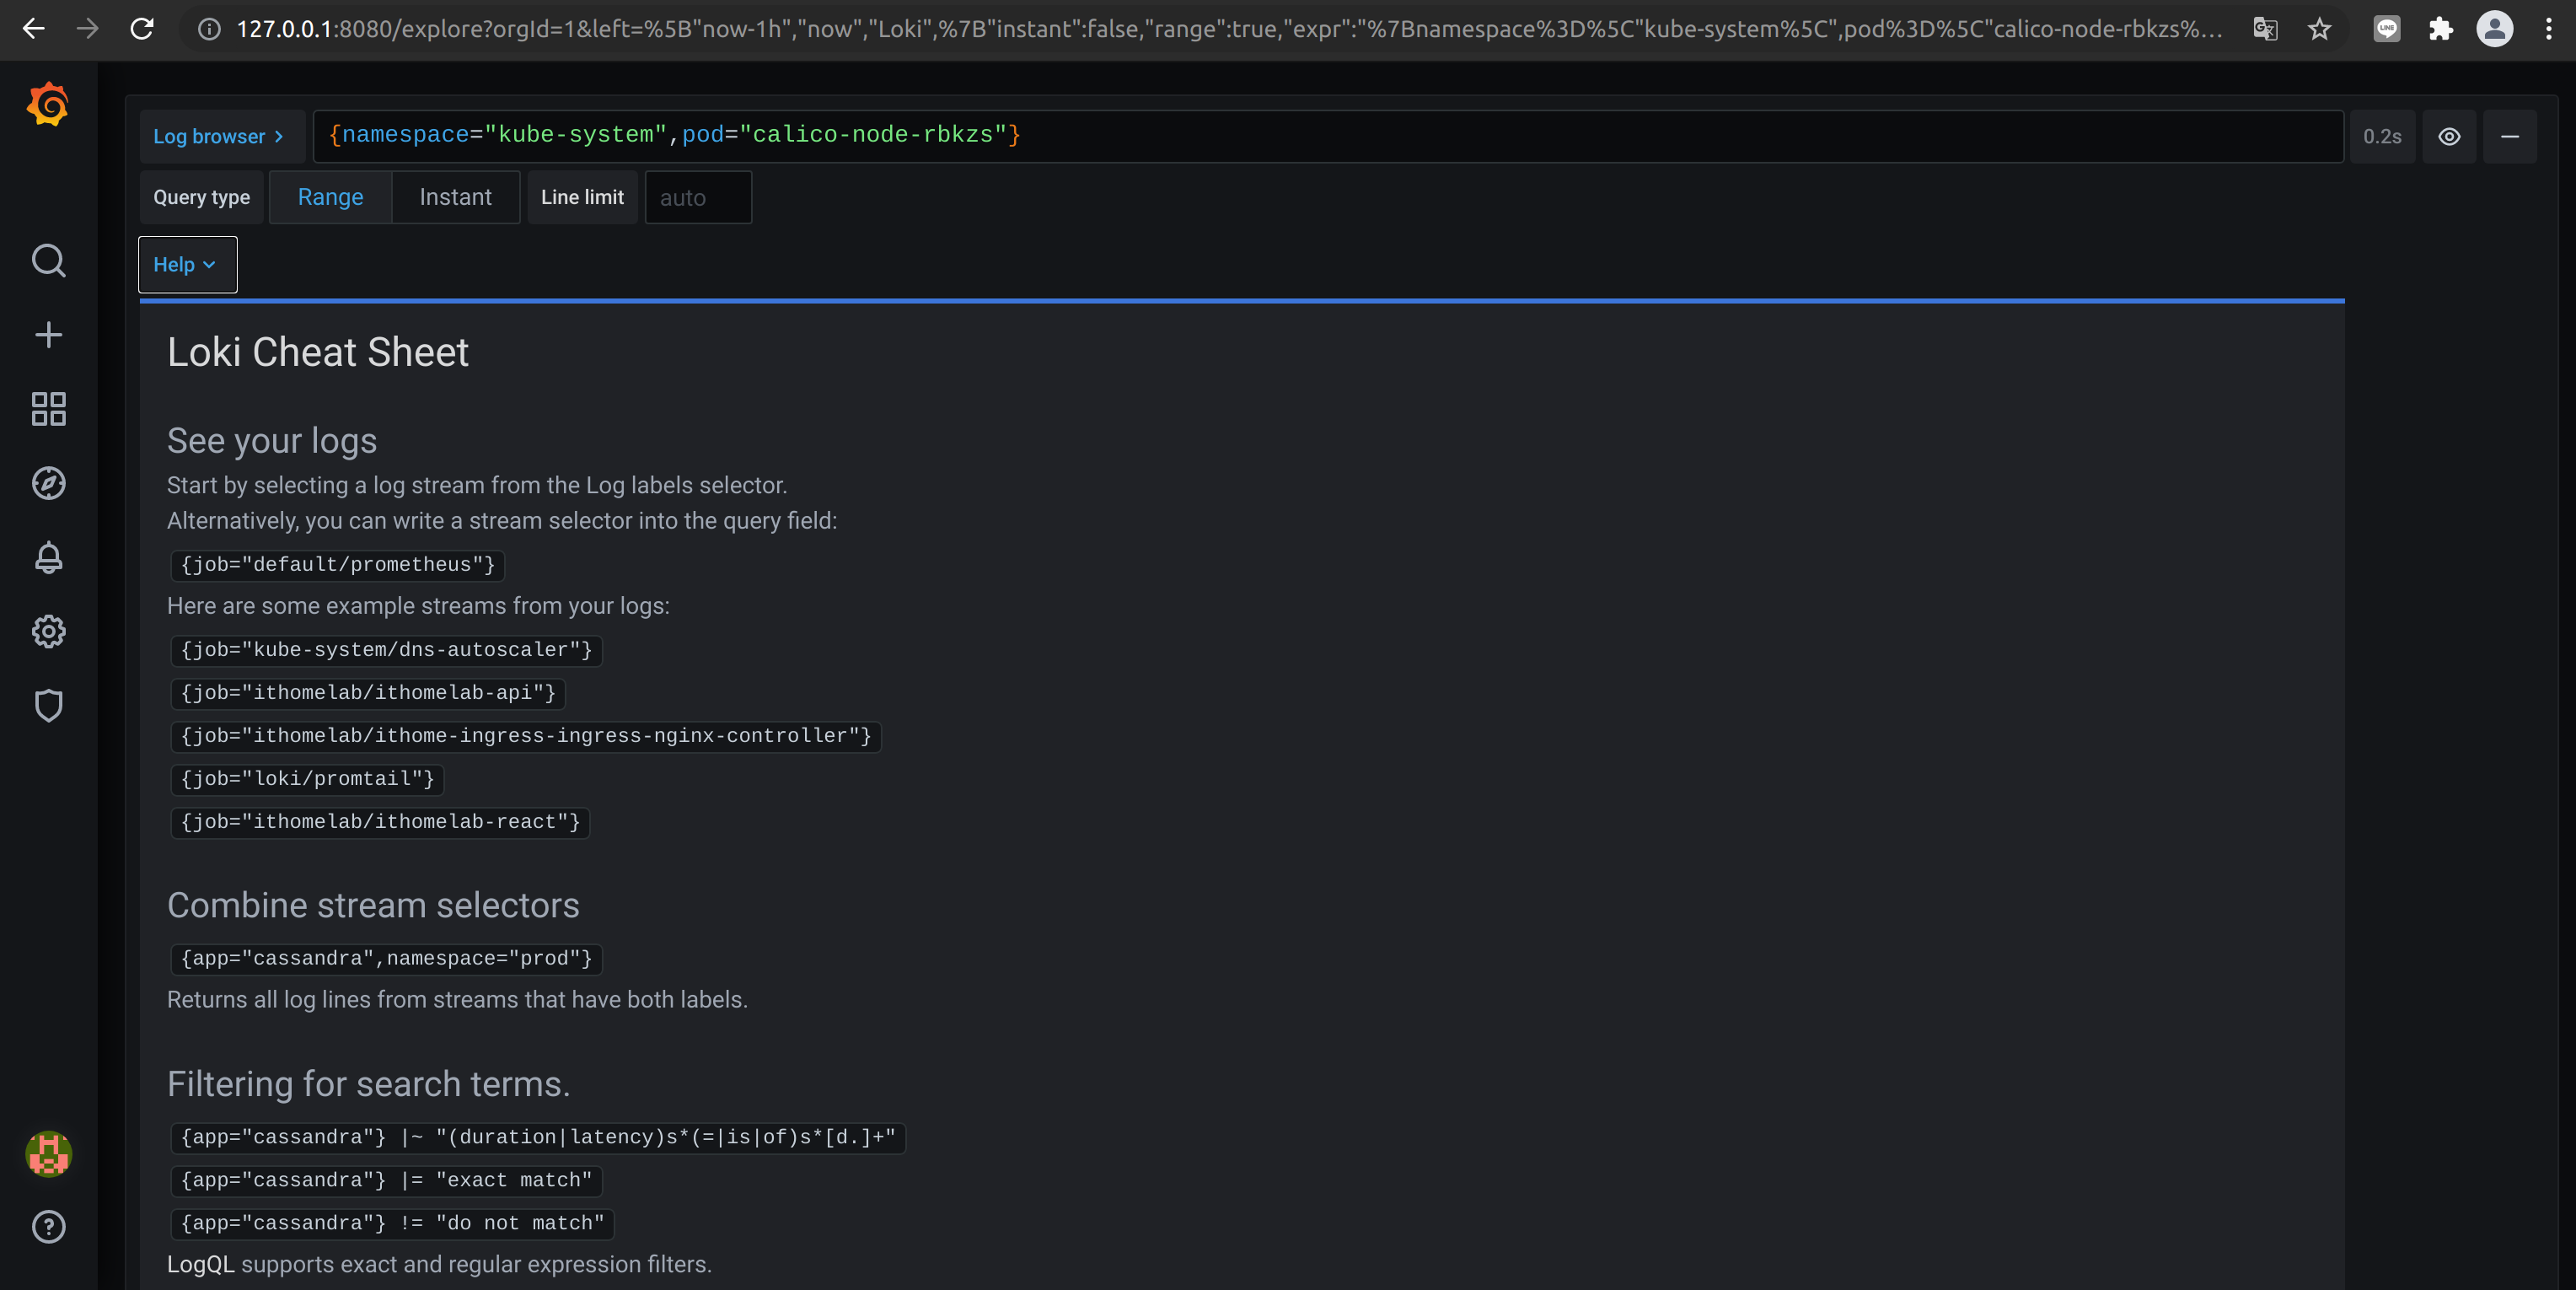 127.0.0.1:8080/explore?orgId=1&left=%5B"now-1h","now","Loki",%7B"instant":false,"range":true,"expr":"%7Bnamespace%3D%5C"kube-system%5C",pod%3D%5C"calico-node-rbkzs%…
LINE
Log browser
{namespace="kube-system",pod="calico-node-rbkzs"}
0.2s
Query type Range Instant Line limit auto
Help
Loki Cheat Sheet
See your logs
Start by selecting a log stream from the Log labels selector.
Alternatively, you can write a stream selector into the query field:
{job="default/prometheus"}
Here are some example streams from your logs:
{job="kube-system/dns-autoscaler"}
{job="ithomelab/ithomelab-api"}
{job="ithomelab/ithome-ingress-ingress-nginx-controller"}
{job="loki/promtail"}
{job="ithomelab/ithomelab-react"}
Combine stream selectors
{app="cassandra",namespace="prod"}
Returns all log lines from streams that have both labels.
Filtering for search terms.
{app="cassandra"} |~ "(duration|latency)s*(=|is|of)s*[d.]+"
{app="cassandra"} |= "exact match"
{app="cassandra"} != "do not match"
LogQL supports exact and regular expression filters.